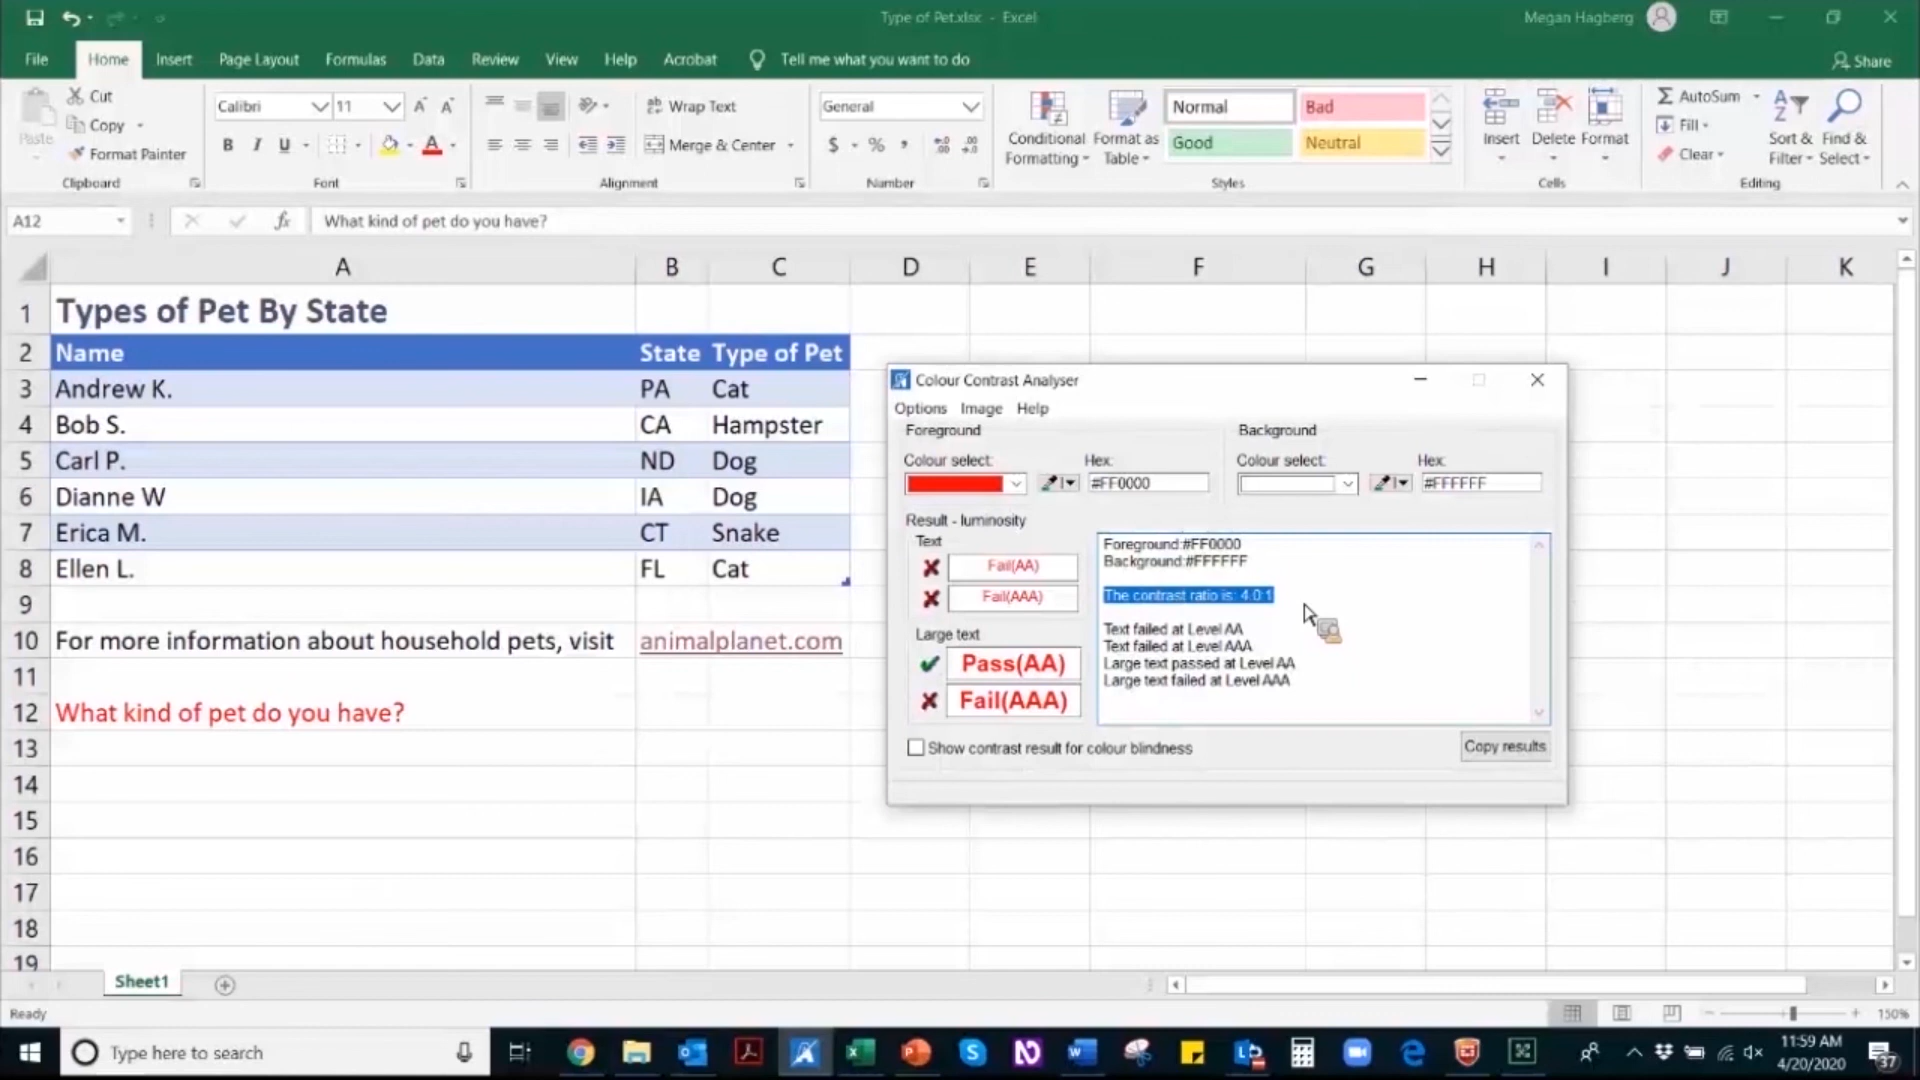 Type of Pet.xlsx - Excel
Megan Hagberg
File Home Insert Page Layout Formulas Data Review View Help Acrobat Tell me what you want to do
Share
Paste
Cut
Copy
Format Painter
Clipboard
Calibri 11
B I U
Font
Wrap Text
Merge & Center
Alignment
General
$ % ,
Number
Conditional Formatting
Format as Table
Normal Bad
Good Neutral
Styles
Insert Delete Format
Cells
AutoSum
Fill
Clear
Sort & Filter
Find & Select
Editing
A12 fx What kind of pet do you have?
A B C D E F G H I J K
1 Types of Pet By State
2 Name State Type of Pet
3 Andrew K. PA Cat
4 Bob S. CA Hampster
5 Carl P. ND Dog
6 Dianne W IA Dog
7 Erica M. CT Snake
8 Ellen L. FL Cat
9
10 For more information about household pets, visit animalplanet.com
11
12 What kind of pet do you have?
13
14
15
16
17
18
19
Colour Contrast Analyser
Options Image Help
Foreground
Colour select: Hex:
#FF0000
Background
Colour select: Hex:
#FFFFFF
Result - luminosity
Text
Fail(AA)
Fail(AAA)
Large text
Pass(AA)
Fail(AAA)
Foreground:#FF0000
Background:#FFFFFF
The contrast ratio is: 4.0:1
Text failed at Level AA
Text failed at Level AAA
Large text passed at Level AA
Large text failed at Level AAA
Show contrast result for colour blindness
Copy results
Sheet1
Ready
150%
Type here to search
11:59 AM
4/20/2020
37